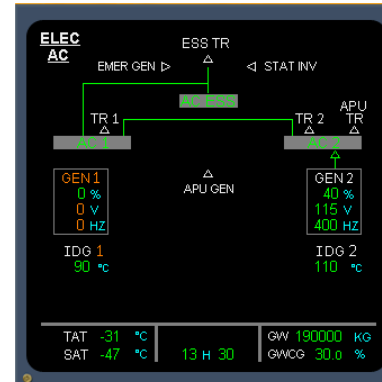 ELEC
AC
ESS TR
EMER GEN
STAT INV
AC ESS
TR 1
TR 2
APU
TR
AC 1
AC 2
GEN 1
0 %
0 V
0 HZ
APU GEN
GEN 2
40 %
115 V
400 HZ
IDG 1
90 °C
IDG 2
110 °C
TAT -31 °C
SAT -47 °C
13 H 30
GW 190000 KG
GWCG 30.0 %